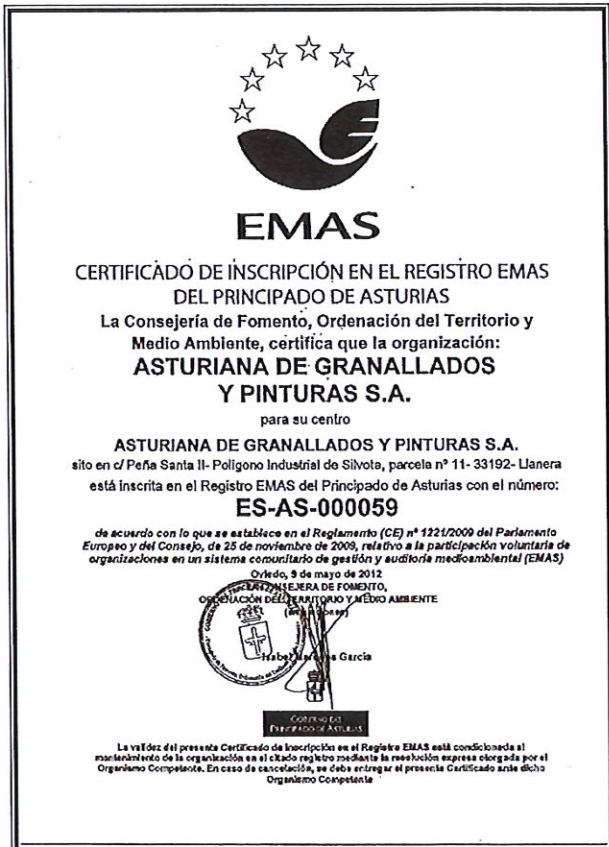 EMAS
CERTIFICADO DE INSCRIPCIÓN EN EL REGISTRO EMAS
DEL PRINCIPADO DE ASTURIAS
La Consejería de Fomento, Ordenación del Territorio y
Medio Ambiente, certifica que la organización:
ASTURIANA DE GRANALLADOS
Y PINTURAS S.A.
para su centro
ASTURIANA DE GRANALLADOS Y PINTURAS S.A.
sito en c/ Peña Santa II- Poligono Industrial de Silvota, parcela nº 11- 33192- Llanera
está inscrita en el Registro EMAS del Principado de Asturias con el número:
ES-AS-000059
de acuerdo con lo que se establece en el Reglamento (CE) nº 1221/2009 del Parlamento
Europeo y del Consejo, de 25 de noviembre de 2009, relativo a la participación voluntaria de
organizaciones en un sistema comunitario de gestión y auditoría medioambiental (EMAS)
Oviedo, 9 de mayo de 2012
CONSEJERA DE FOMENTO,
ORDENACIÓN DEL TERRITORIO Y MEDIO AMBIENTE
Isabel García
GOBIERNO DEL
PRINCIPADO DE ASTURIAS
La validez del presente Certificado de Inscripción en el Registro EMAS está condicionada al
mantenimiento de la organización en el citado registro mediante la resolución expresa otorgada por el
Organismo Competente. En caso de cancelación, se debe entregar el presente Certificado ante dicho
Organismo Competente